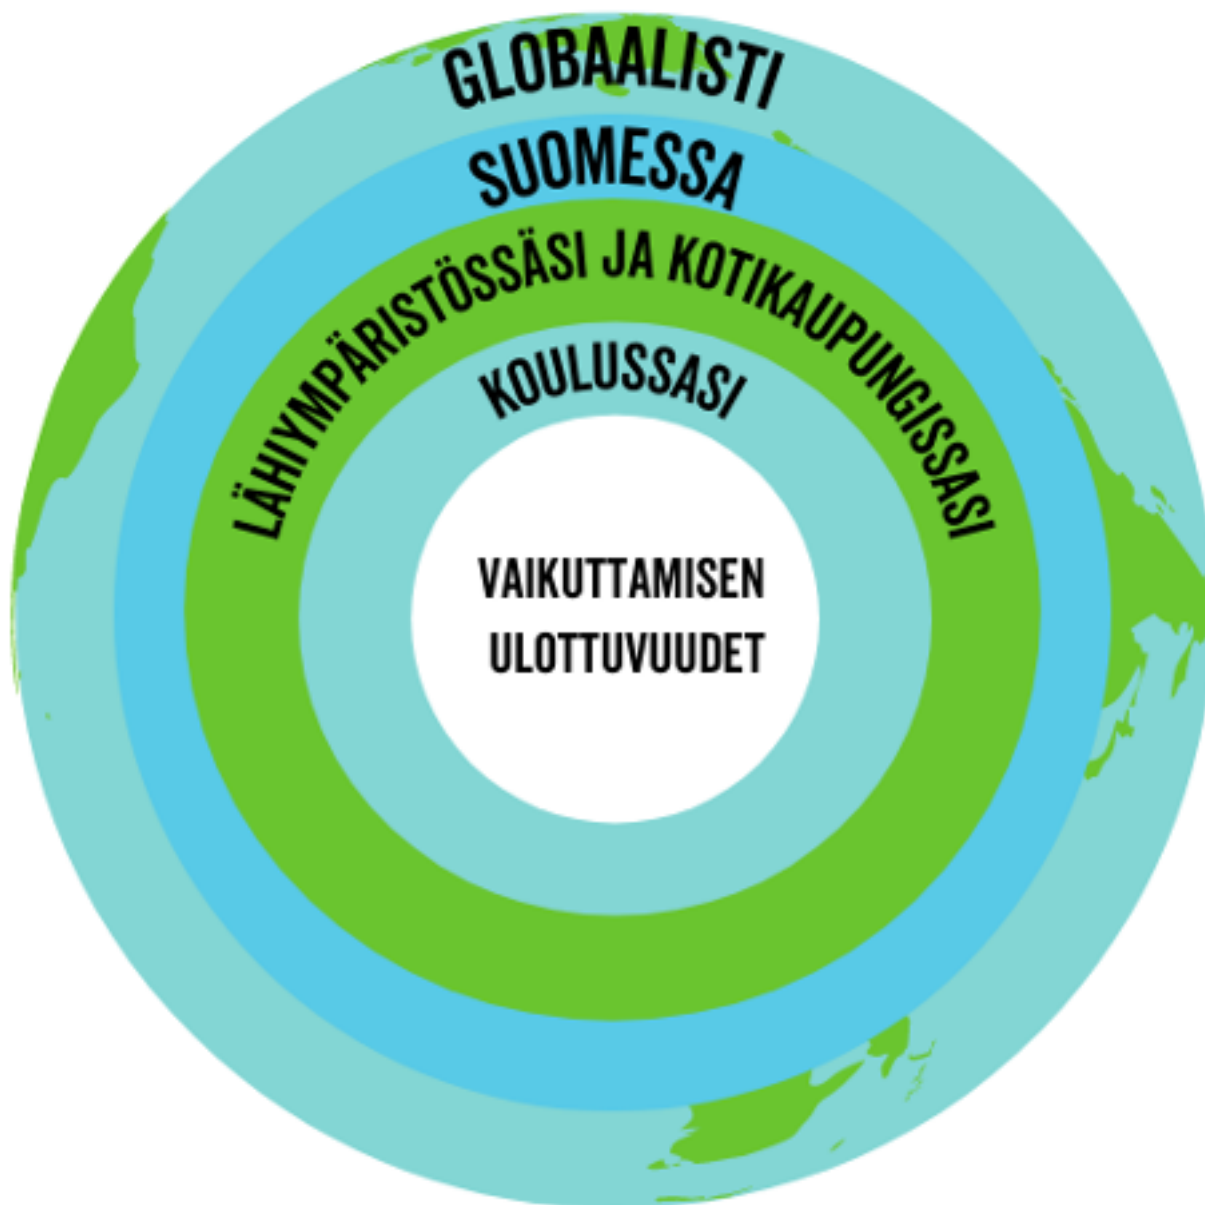 GLOBAALISTI
SUOMESSA
LÄHIYMPÄRISTÖSSÄSI JA KOTIKAUPUNGISSASI
KOULUSSASI
VAIKUTTAMISEN
ULOTTUVUUDET